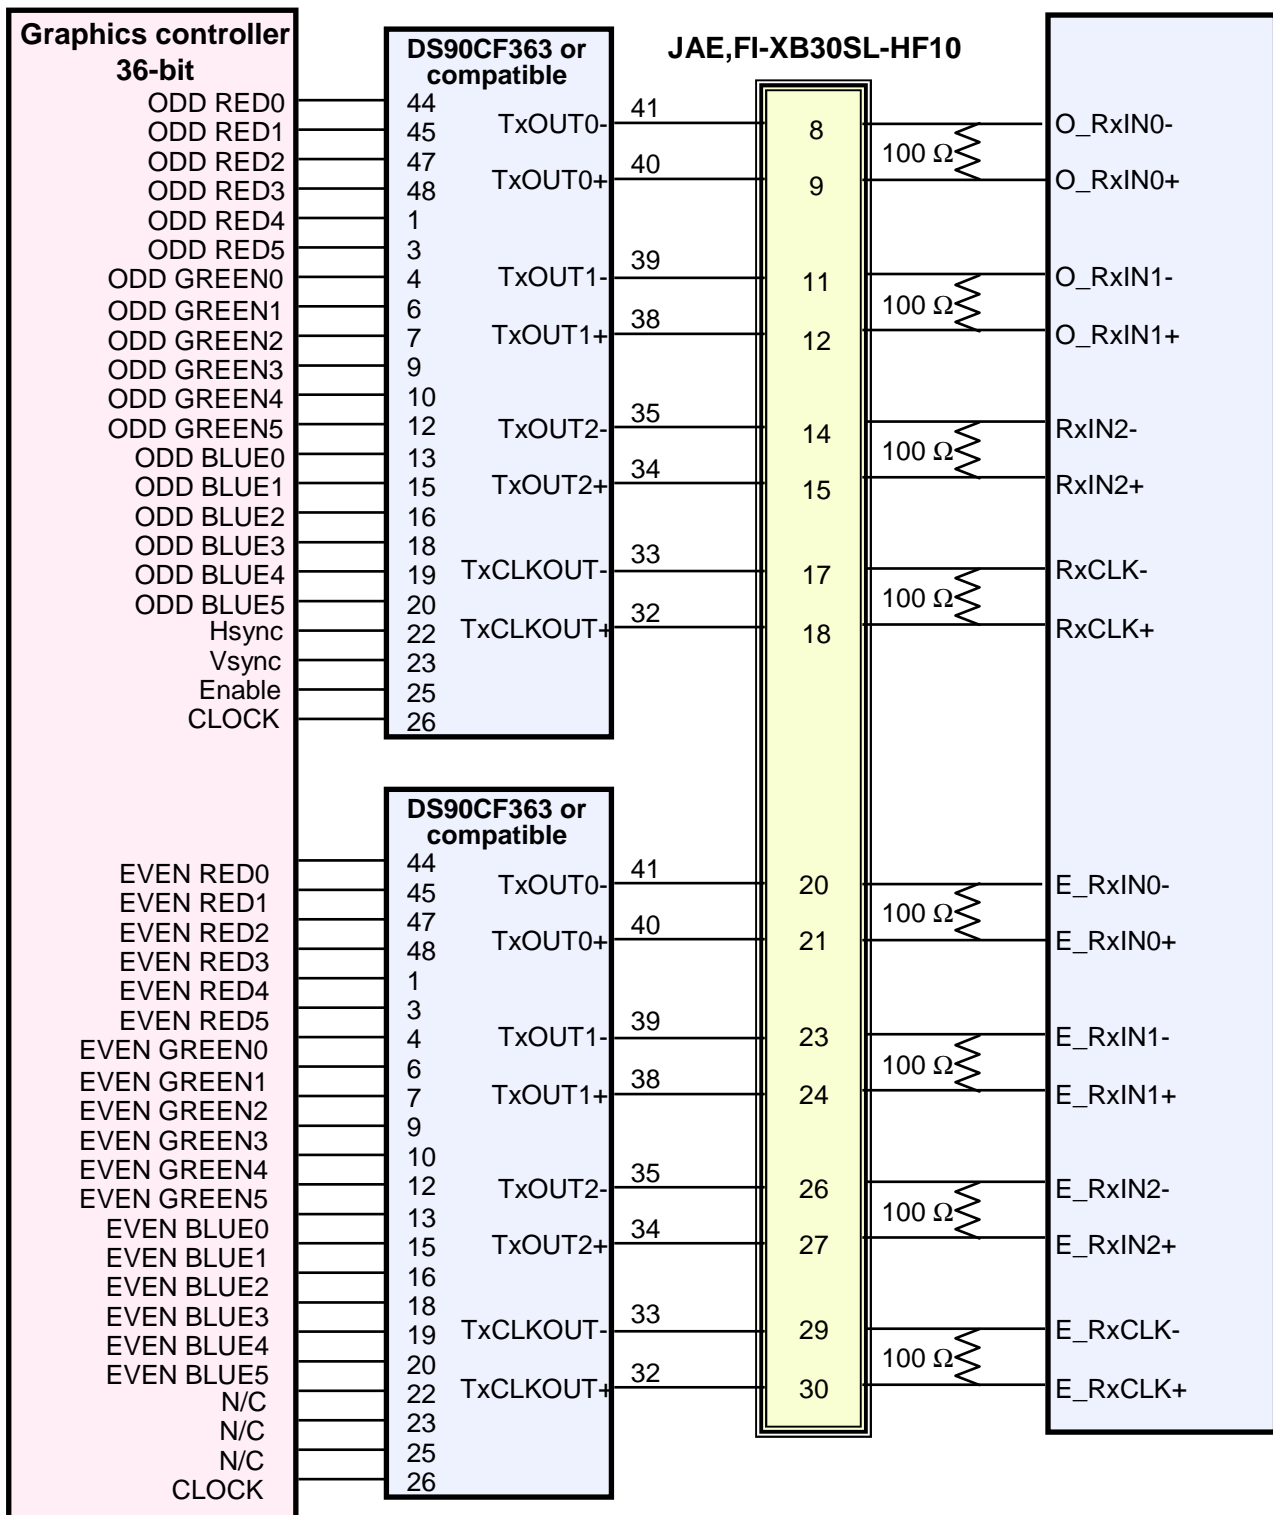 Graphics controller
36-bit
ODD RED0
ODD RED1
ODD RED2
ODD RED3
ODD RED4
ODD RED5
ODD GREEN0
ODD GREEN1
ODD GREEN2
ODD GREEN3
ODD GREEN4
ODD GREEN5
ODD BLUE0
ODD BLUE1
ODD BLUE2
ODD BLUE3
ODD BLUE4
ODD BLUE5
Hsync
Vsync
Enable
CLOCK
EVEN RED0
EVEN RED1
EVEN RED2
EVEN RED3
EVEN RED4
EVEN RED5
EVEN GREEN0
EVEN GREEN1
EVEN GREEN2
EVEN GREEN3
EVEN GREEN4
EVEN GREEN5
EVEN BLUE0
EVEN BLUE1
EVEN BLUE2
EVEN BLUE3
EVEN BLUE4
EVEN BLUE5
N/C
N/C
N/C
CLOCK
DS90CF363 or
compatible
44
45
47
48
1
3
4
6
7
9
10
12
13
15
16
18
19
20
22
23
25
26
TxOUT0-
TxOUT0+
TxOUT1-
TxOUT1+
TxOUT2-
TxOUT2+
TxCLKOUT-
TxCLKOUT+
41
40
39
38
35
34
33
32
DS90CF363 or
compatible
44
45
47
48
1
3
4
6
7
9
10
12
13
15
16
18
19
20
22
23
25
26
TxOUT0-
TxOUT0+
TxOUT1-
TxOUT1+
TxOUT2-
TxOUT2+
TxCLKOUT-
TxCLKOUT+
41
40
39
38
35
34
33
32
JAE,FI-XB30SL-HF10
8
9
11
12
14
15
17
18
20
21
23
24
26
27
29
30
100 Ω
100 Ω
100 Ω
100 Ω
100 Ω
100 Ω
100 Ω
100 Ω
O_RxIN0-
O_RxIN0+
O_RxIN1-
O_RxIN1+
RxIN2-
RxIN2+
RxCLK-
RxCLK+
E_RxIN0-
E_RxIN0+
E_RxIN1-
E_RxIN1+
E_RxIN2-
E_RxIN2+
E_RxCLK-
E_RxCLK+